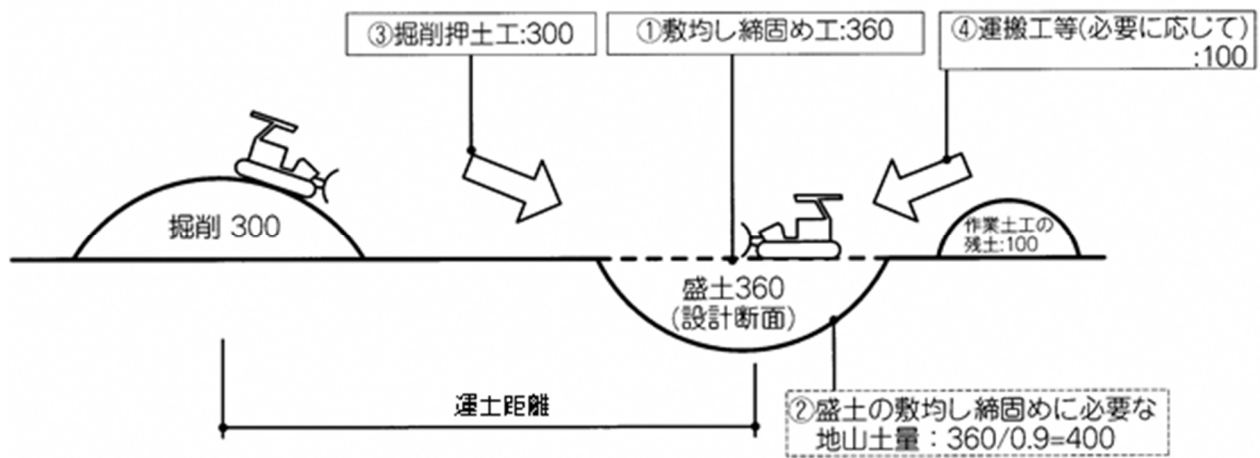 ③掘削押土工:300
①敷均し締固め工:360
④運搬工等(必要に応じて)
:100
掘削 300
作業土工の
残土:100
盛土360
(設計断面)
運土距離
②盛土の敷均し締固めに必要な
地山土量：360/0.9=400